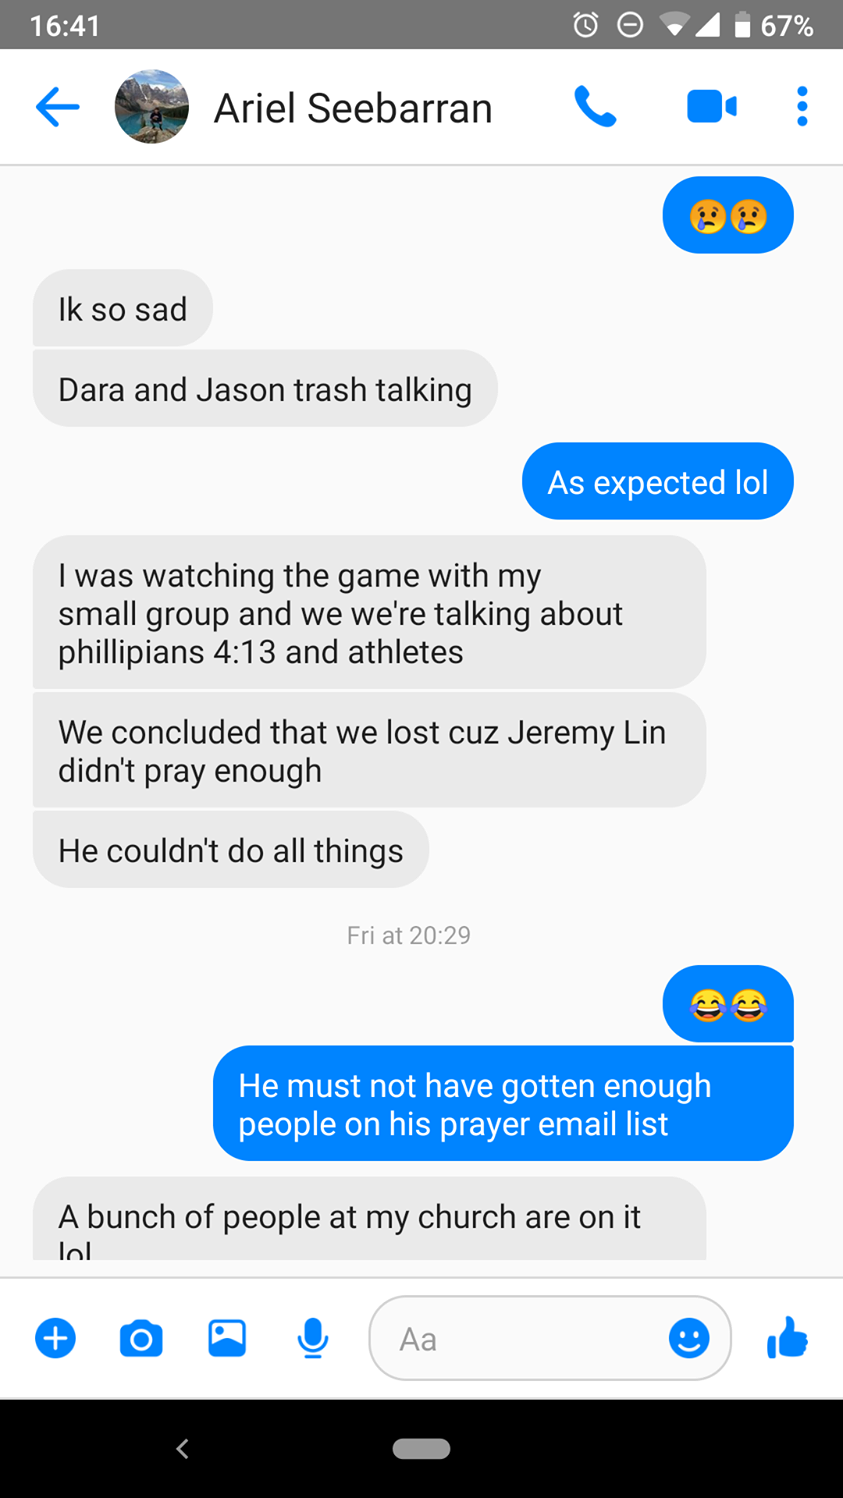 16:41
67%
Ariel Seebarran
😢😢
Ik so sad
Dara and Jason trash talking
As expected lol
I was watching the game with my
small group and we we're talking about
phillipians 4:13 and athletes
We concluded that we lost cuz Jeremy Lin
didn't pray enough
He couldn't do all things
Fri at 20:29
😂😂
He must not have gotten enough
people on his prayer email list
A bunch of people at my church are on it
lol
Aa